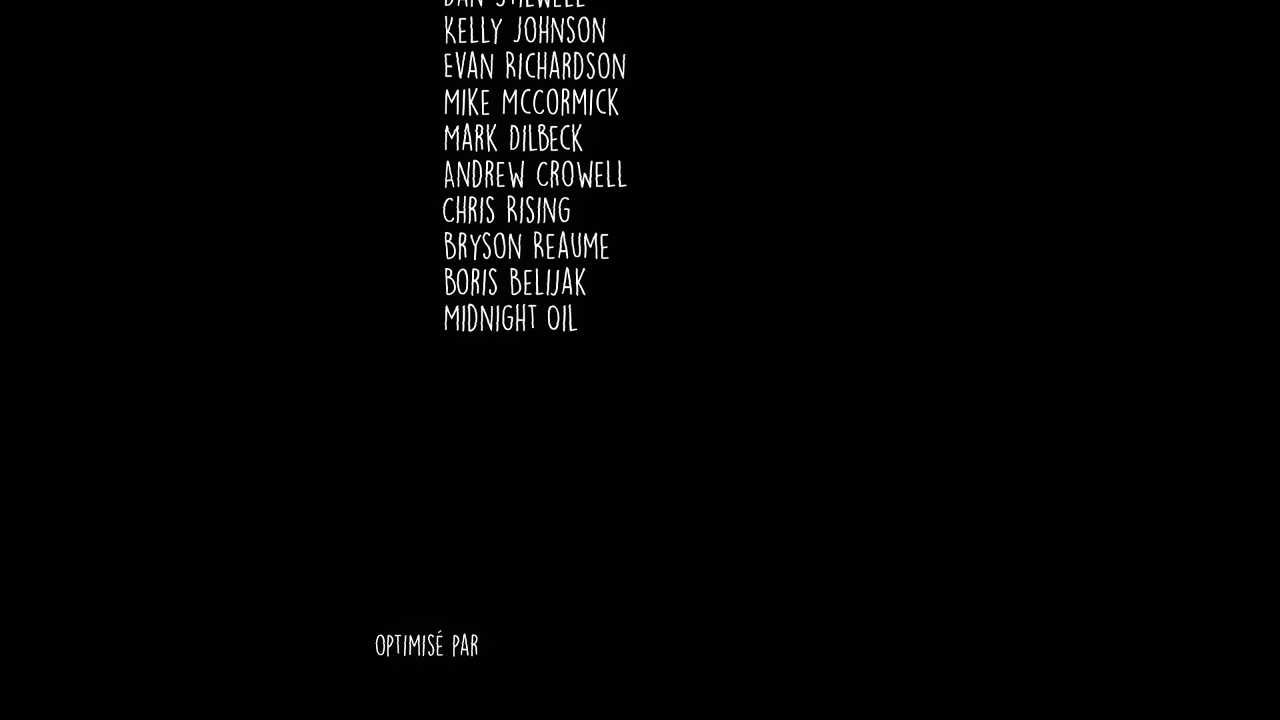 KELLY JOHNSON
EVAN RICHARDSON
MIKE MCCORMICK
MARK DILBECK
ANDREW CROWELL
CHRIS RISING
BRYSON REAUME
BORIS BELIJAK
MIDNIGHT OIL
OPTIMISÉ PAR